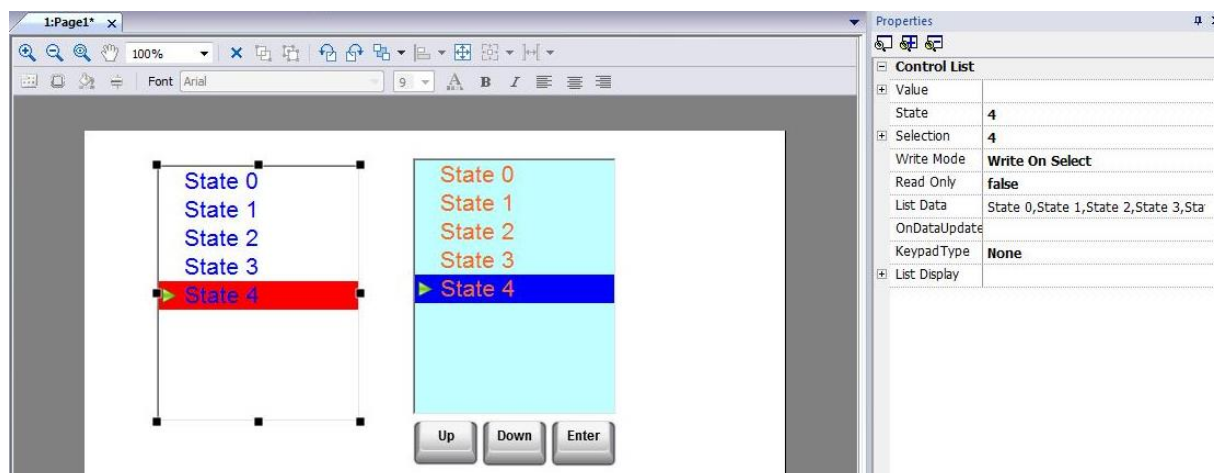 1:Page1* x
100%
Font Arial 9 A B I
State 0
State 1
State 2
State 3
State 4
State 0
State 1
State 2
State 3
State 4
Up Down Enter
Properties
Control List
Value
State 4
Selection 4
Write Mode Write On Select
Read Only false
List Data State 0,State 1,State 2,State 3,Sta
OnDataUpdate
KeypadType None
List Display